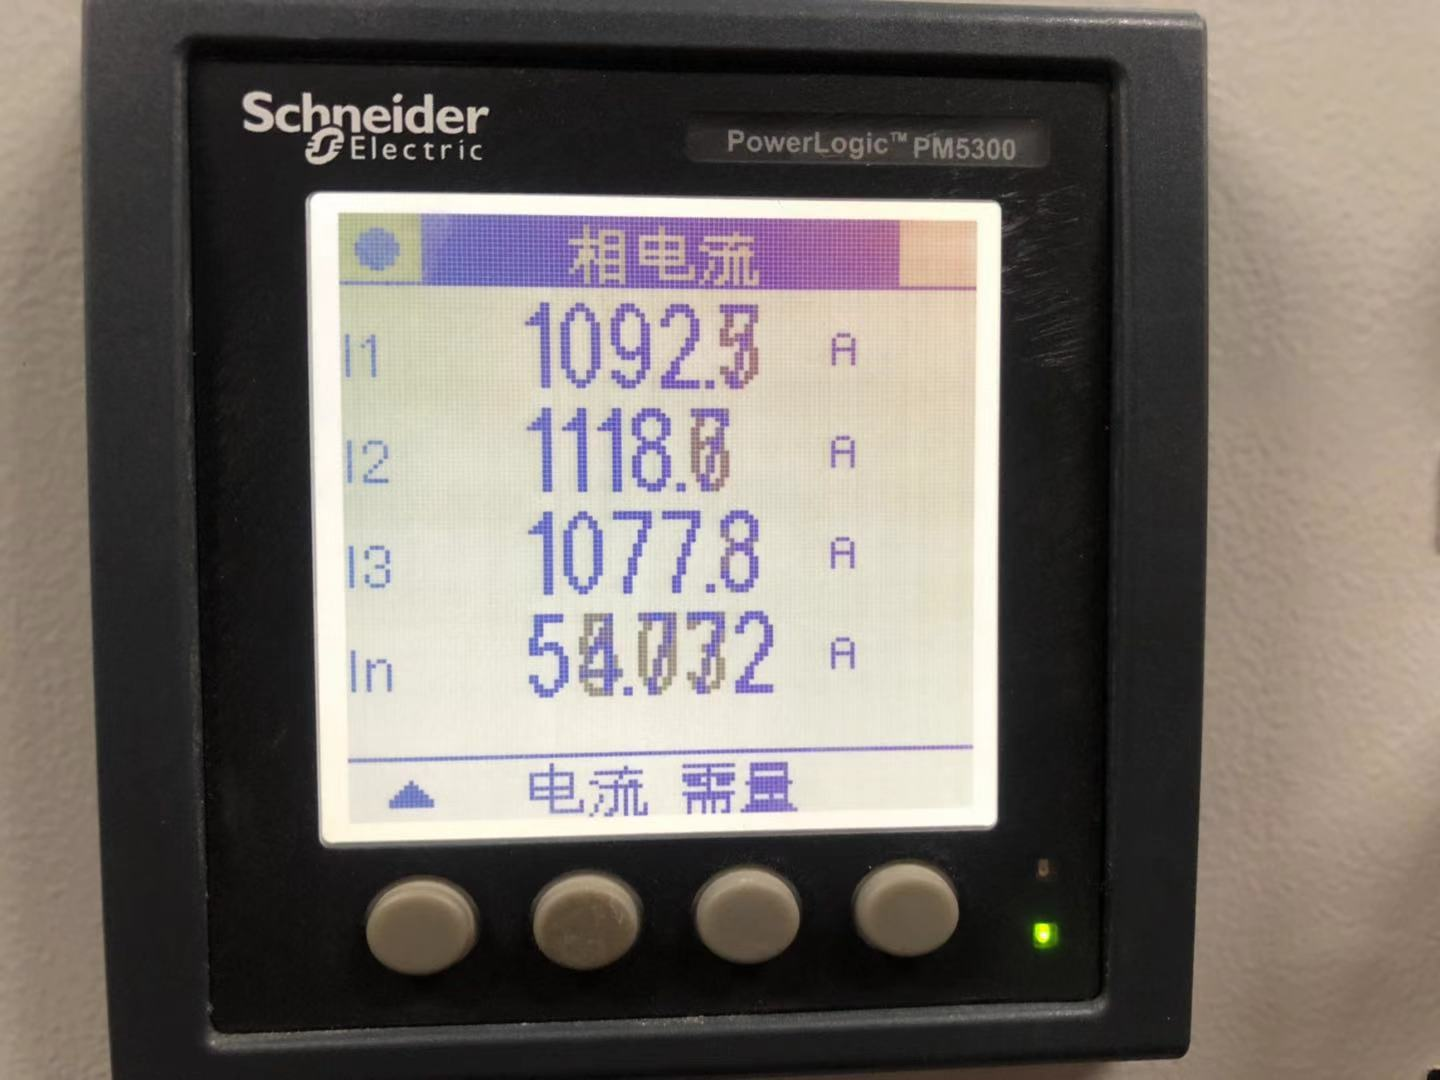 Schneider
Electric
PowerLogic™ PM5300
相电流
I1 1092. A
I2 1118. A
I3 1077.8 A
In A
电流 需量